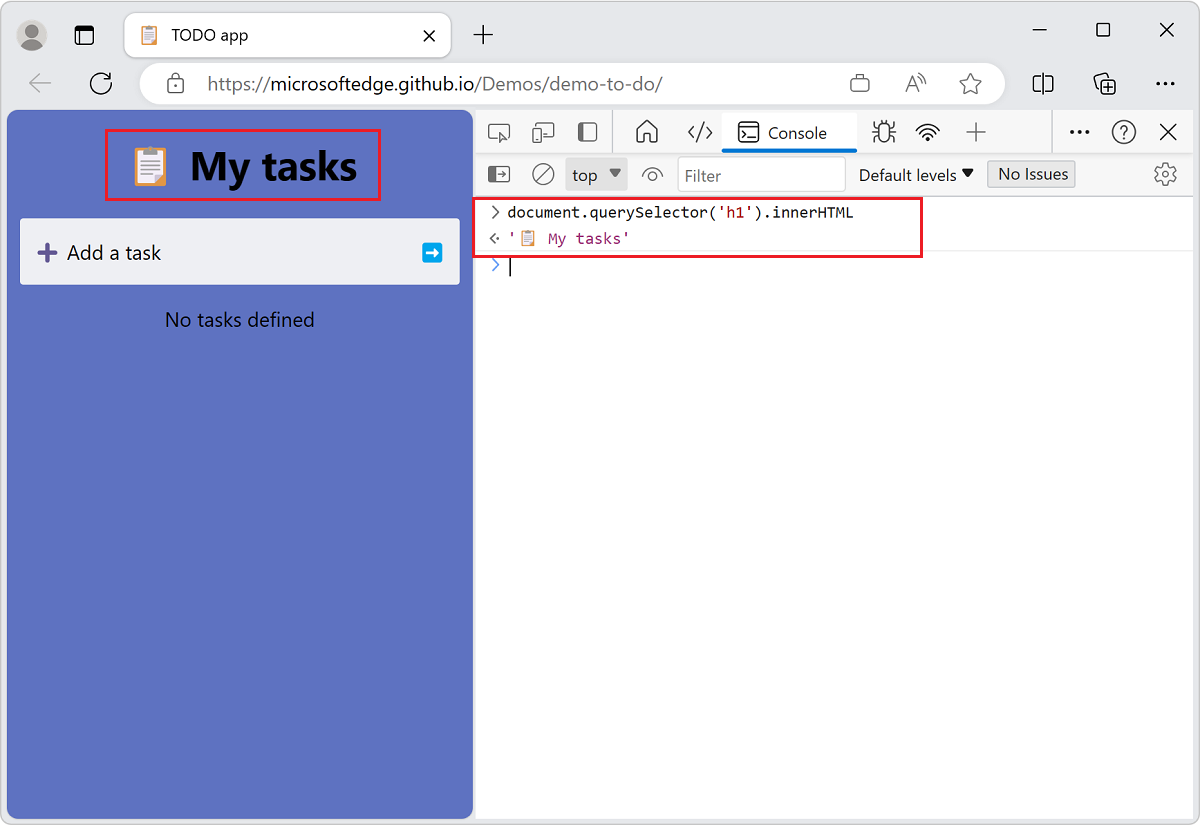 TODO app
https://microsoftedge.github.io/Demos/demo-to-do/
📋 My tasks
Add a task
No tasks defined
Console
top
Filter
Default levels
No Issues
> document.querySelector('h1').innerHTML
'📋 My tasks'